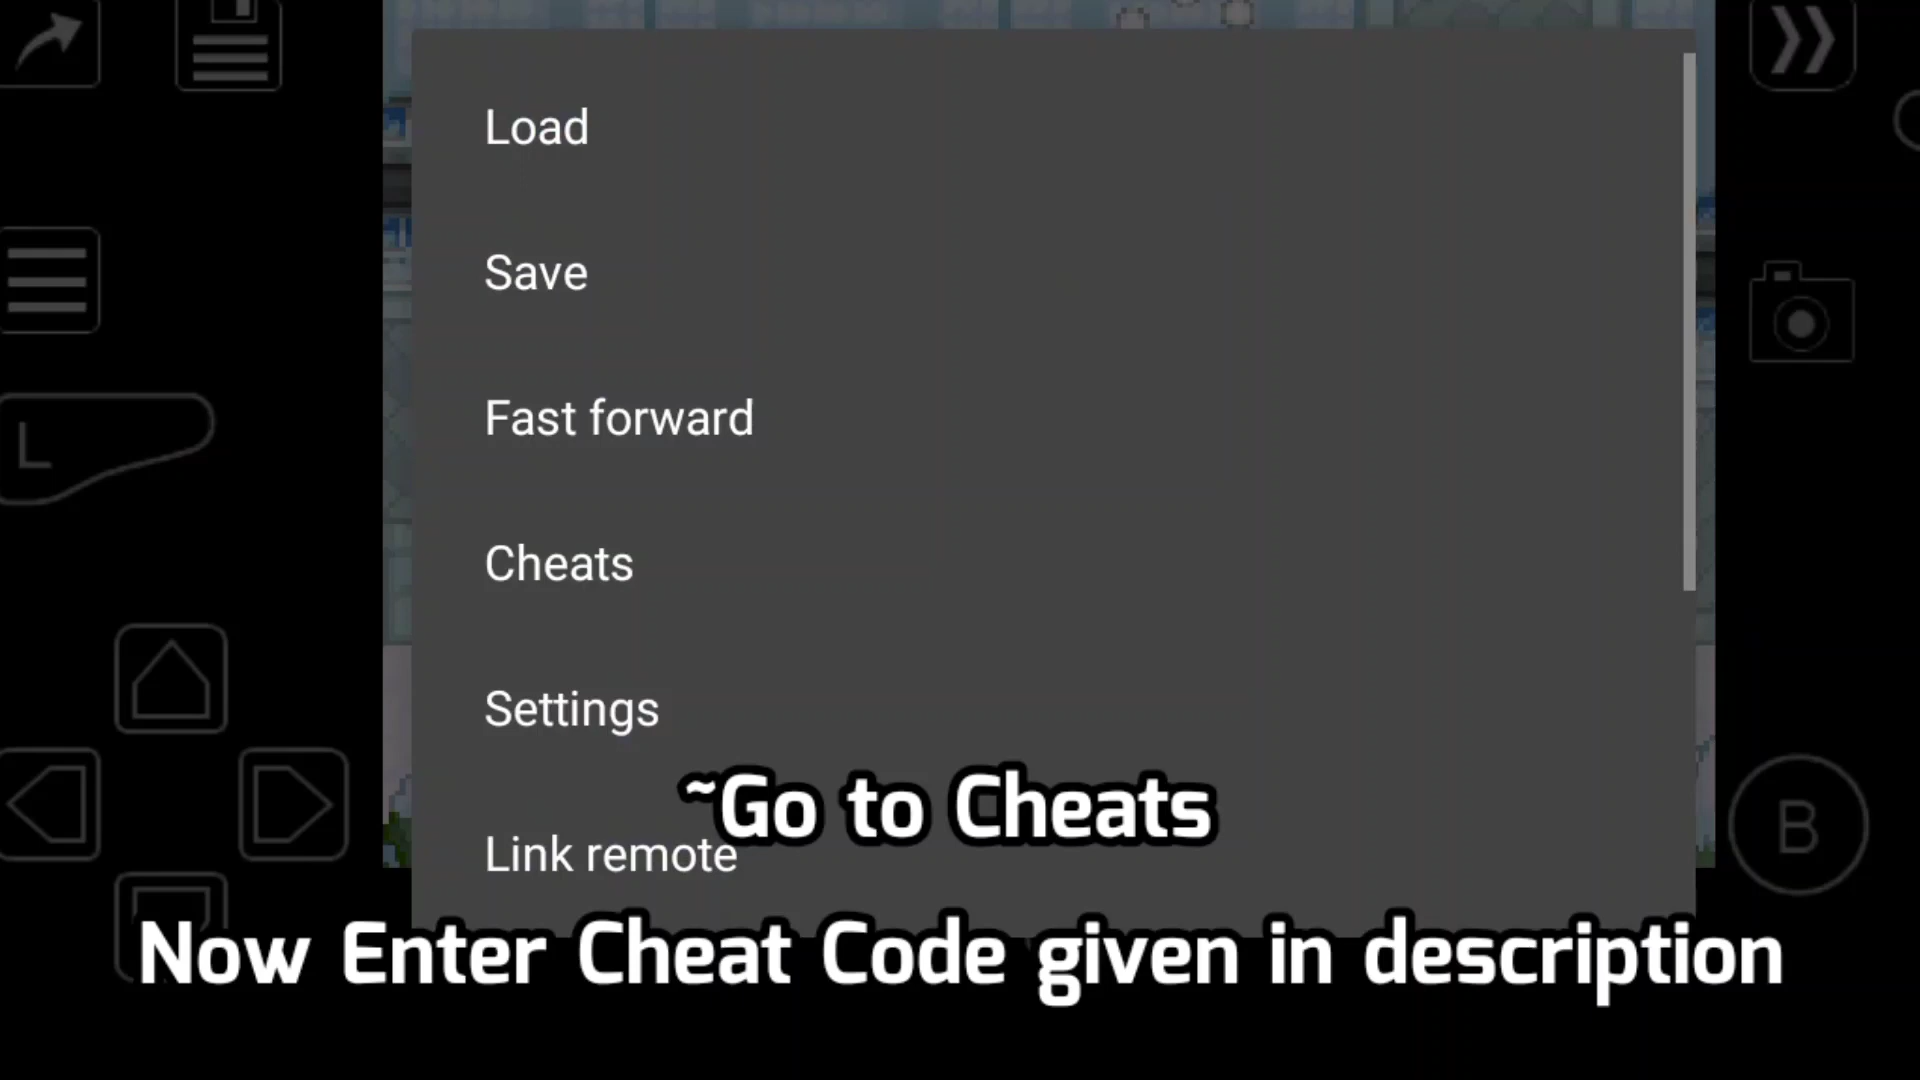 Load
Save
Fast forward
L
Cheats
Settings
~Go to Cheats
Link remote
B
Now Enter Cheat Code given in description